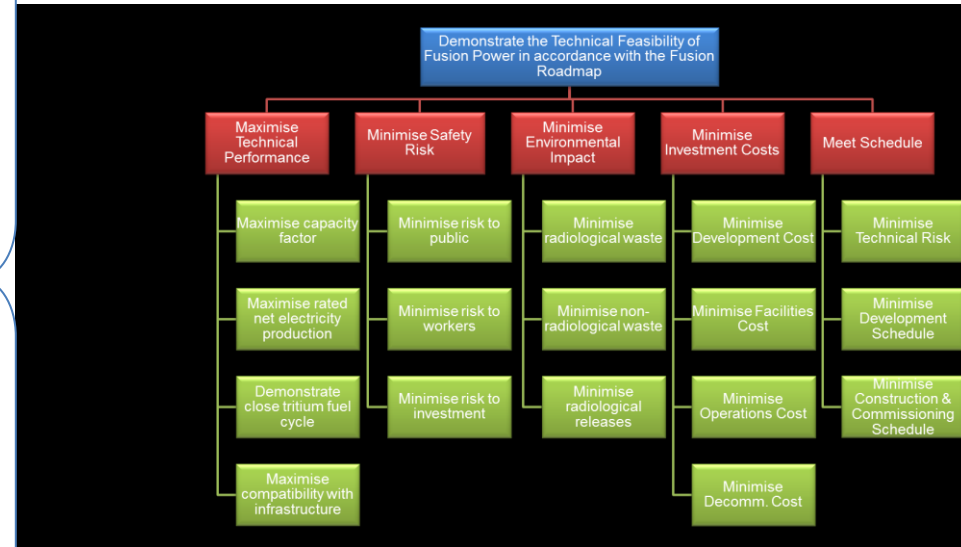 Demonstrate the Technical Feasibility of
Fusion Power in accordance with the Fusion
Roadmap
Maximise
Technical
Performance
Minimise Safety
Risk
Minimise
Environmental
Impact
Minimise
Investment Costs
Meet Schedule
Maximise capacity
factor
Maximise rated
net electricity
production
Demonstrate
close tritium fuel
cycle
Maximise
compatibility with
infrastructure
Minimise risk to
public
Minimise risk to
workers
Minimise risk to
investment
Minimise
radiological waste
Minimise non-
radiological waste
Minimise
radiological
releases
Minimise
Development Cost
Minimise Facilities
Cost
Minimise
Operations Cost
Minimise
Decomm. Cost
Minimise
Technical Risk
Minimise
Development
Schedule
Minimise
Construction &
Commissioning
Schedule